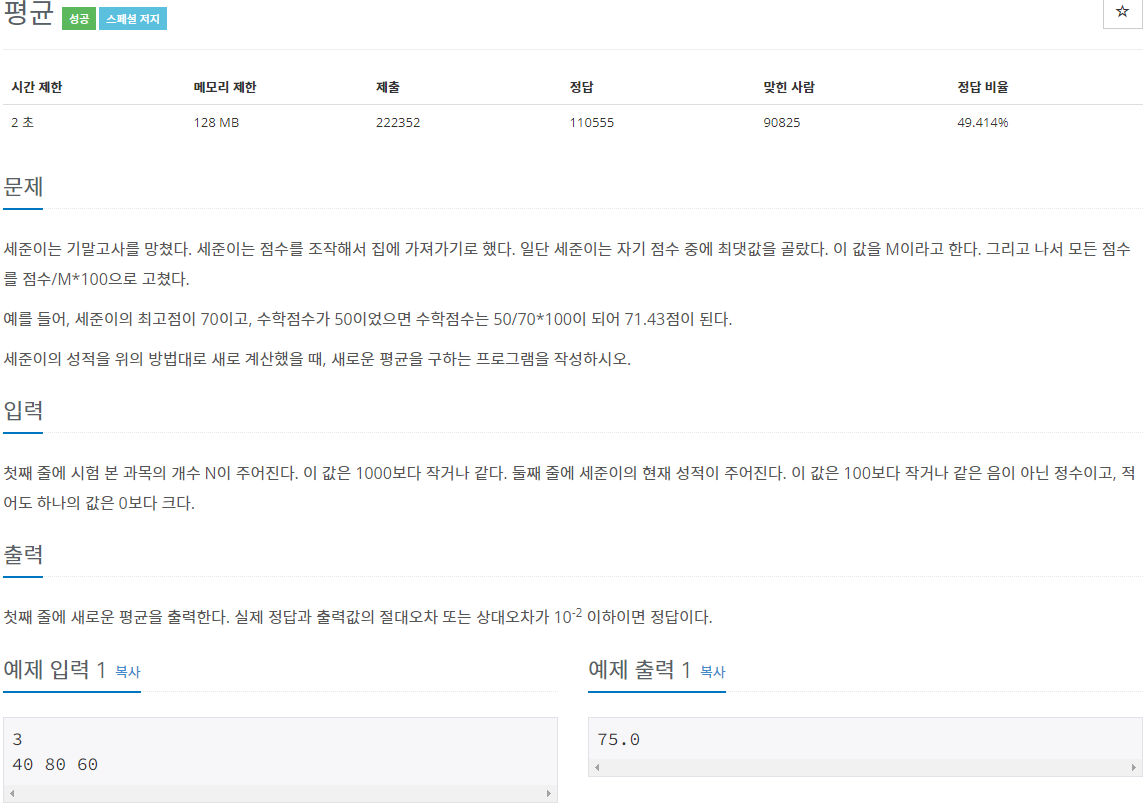 평균 성공 스페셜 저지
☆
시간 제한 메모리 제한 제출 정답 맞힌 사람 정답 비율
2 초 128 MB 222352 110555 90825 49.414%
문제
세준이는 기말고사를 망쳤다. 세준이는 점수를 조작해서 집에 가져가기로 했다. 일단 세준이는 자기 점수 중에 최댓값을 골랐다. 이 값을 M이라고 한다. 그리고 나서 모든 점수
를 점수/M*100으로 고쳤다.
예를 들어, 세준이의 최고점이 70이고, 수학점수가 50이었으면 수학점수는 50/70*100이 되어 71.43점이 된다.
세준이의 성적을 위의 방법대로 새로 계산했을 때, 새로운 평균을 구하는 프로그램을 작성하시오.
입력
첫째 줄에 시험 본 과목의 개수 N이 주어진다. 이 값은 1000보다 작거나 같다. 둘째 줄에 세준이의 현재 성적이 주어진다. 이 값은 100보다 작거나 같은 음이 아닌 정수이고, 적
어도 하나의 값은 0보다 크다.
출력
첫째 줄에 새로운 평균을 출력한다. 실제 정답과 출력값의 절대오차 또는 상대오차가 10⁻² 이하이면 정답이다.
예제 입력 1 복사
3
40 80 60
예제 출력 1 복사
75.0